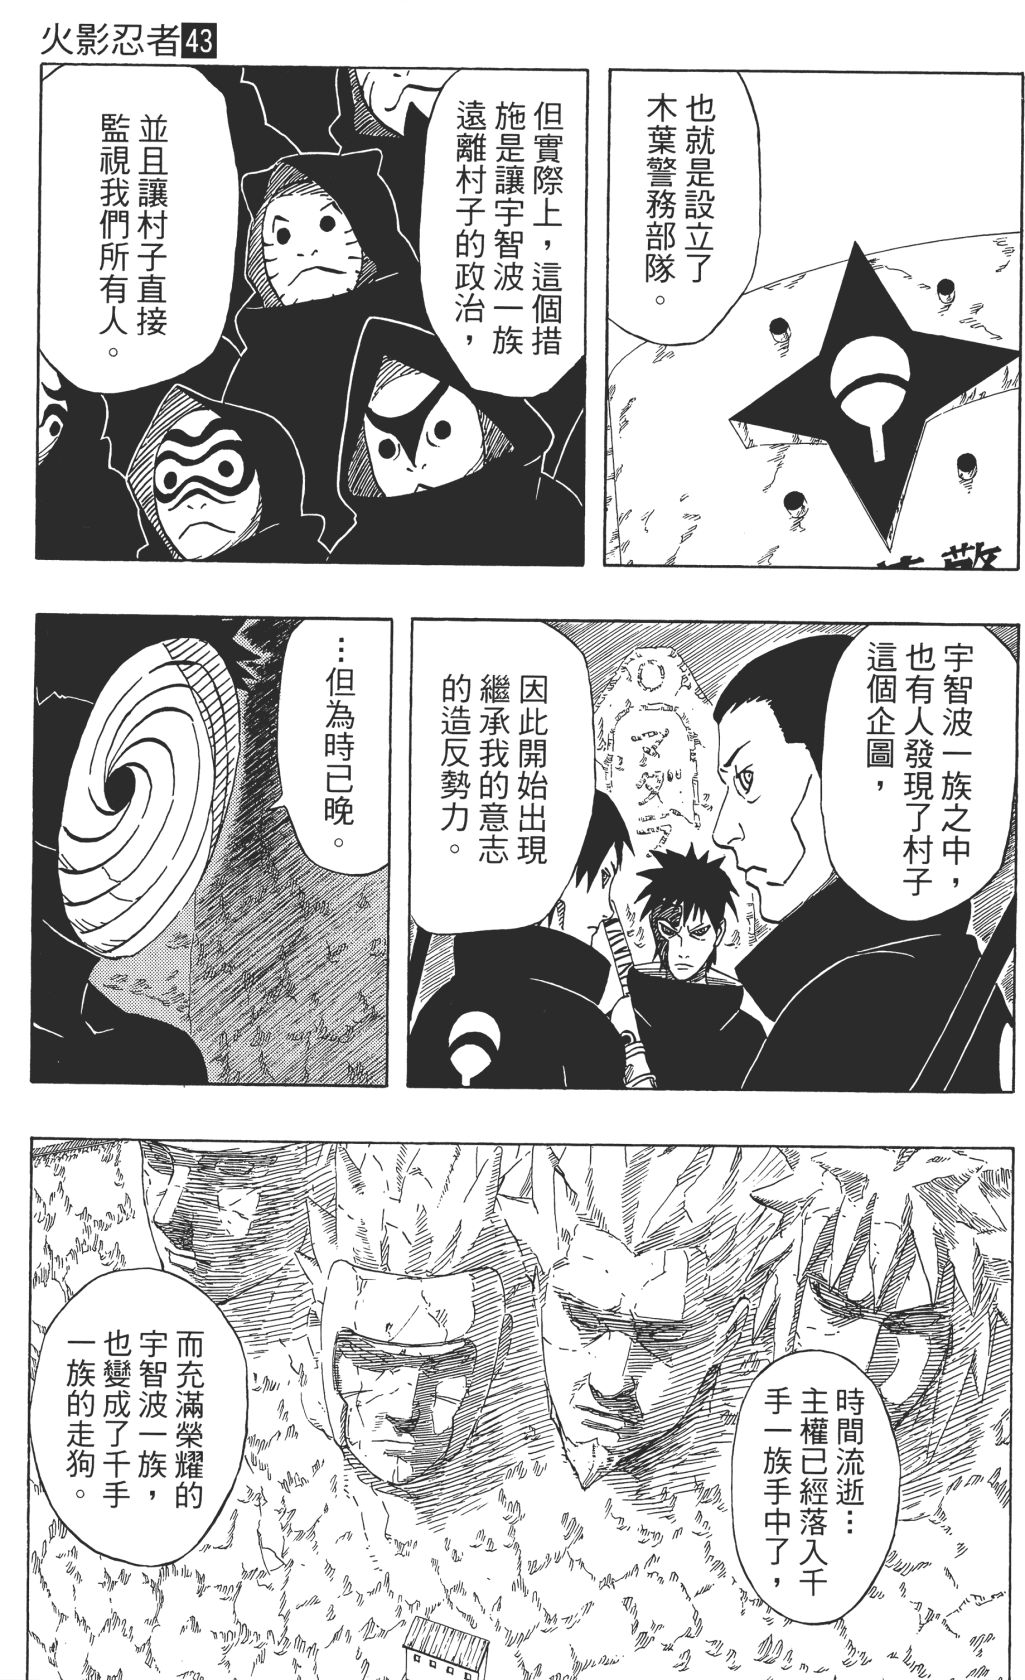 火影忍者43
也就是設立了
木葉警務部隊。
但實際上，這個措
施是讓宇智波一族
遠離村子的政治，
並且讓村子直接
監視我們所有人。
警
宇智波一族之中，
也有人發現了村子
這個企圖，
因此開始出現
繼承我的意志
的造反勢力。
…但為時已晚。
時間流逝…
主權已經落入千
手一族手中了，
而充滿榮耀的
宇智波一族，
也變成了千手
一族的走狗。